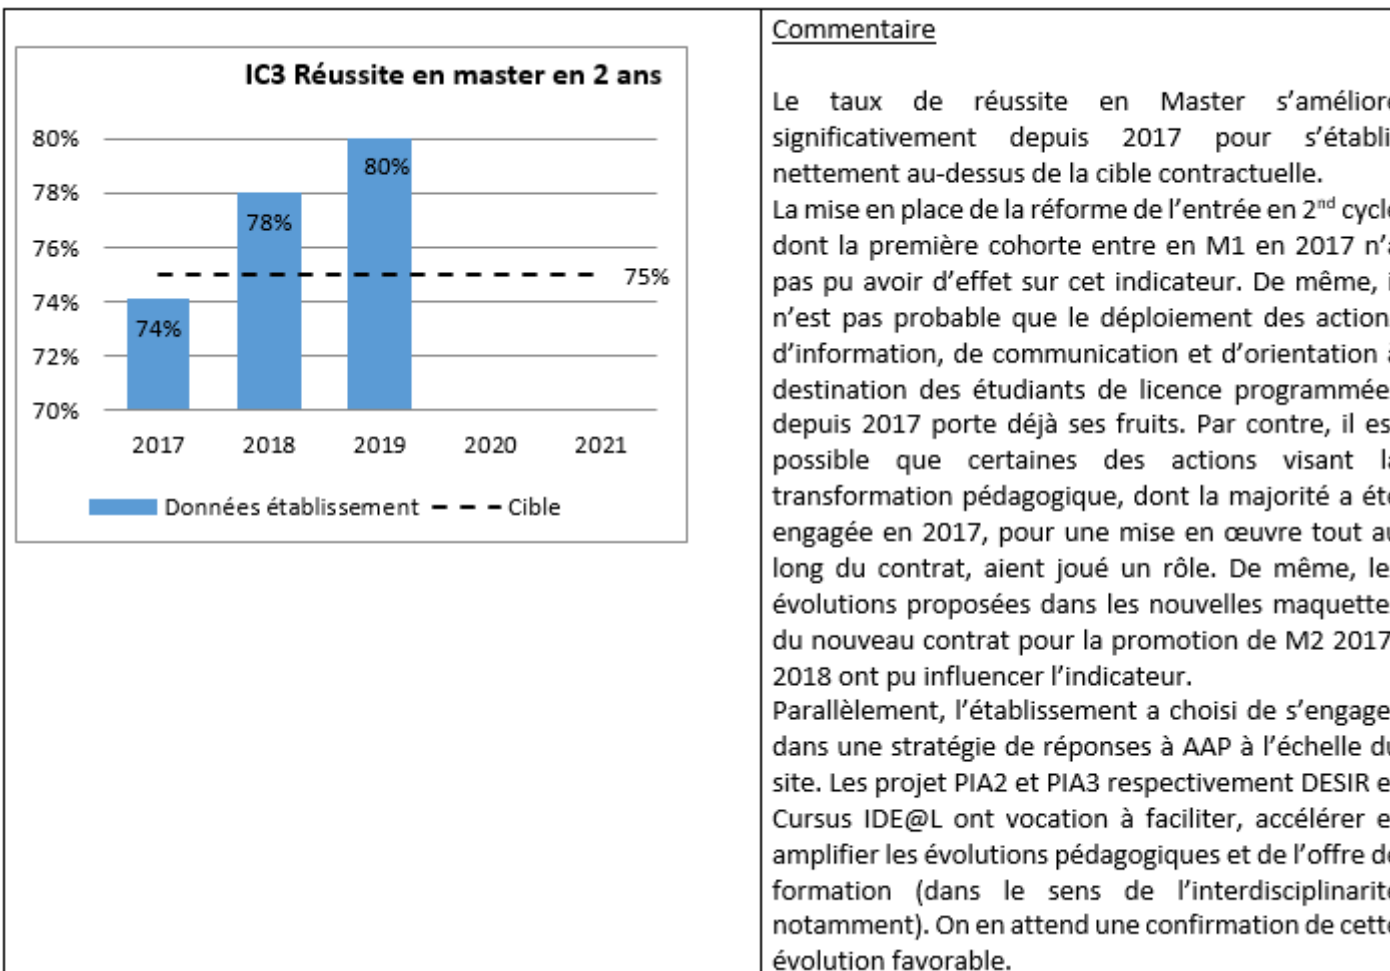 IC3 Réussite en master en 2 ans
80%
78%
76%
74%
72%
70%
74%
78%
80%
75%
2017 2018 2019 2020 2021
Données établissement Cible
Commentaire
Le taux de réussite en Master s’améliore
significativement depuis 2017 pour s’établi
nettement au-dessus de la cible contractuelle.
La mise en place de la réforme de l’entrée en 2nd cycle
dont la première cohorte entre en M1 en 2017 n’a
pas pu avoir d’effet sur cet indicateur. De même, i
n’est pas probable que le déploiement des action
d’information, de communication et d’orientation à
destination des étudiants de licence programmée
depuis 2017 porte déjà ses fruits. Par contre, il es
possible que certaines des actions visant la
transformation pédagogique, dont la majorité a été
engagée en 2017, pour une mise en œuvre tout au
long du contrat, aient joué un rôle. De même, le
évolutions proposées dans les nouvelles maquette
du nouveau contrat pour la promotion de M2 2017
2018 ont pu influencer l’indicateur.
Parallèlement, l’établissement a choisi de s’engage
dans une stratégie de réponses à AAP à l’échelle du
site. Les projet PIA2 et PIA3 respectivement DESIR e
Cursus IDE@L ont vocation à faciliter, accélérer e
amplifier les évolutions pédagogiques et de l’offre de
formation (dans le sens de l’interdisciplinarité
notamment). On en attend une confirmation de cette
évolution favorable.